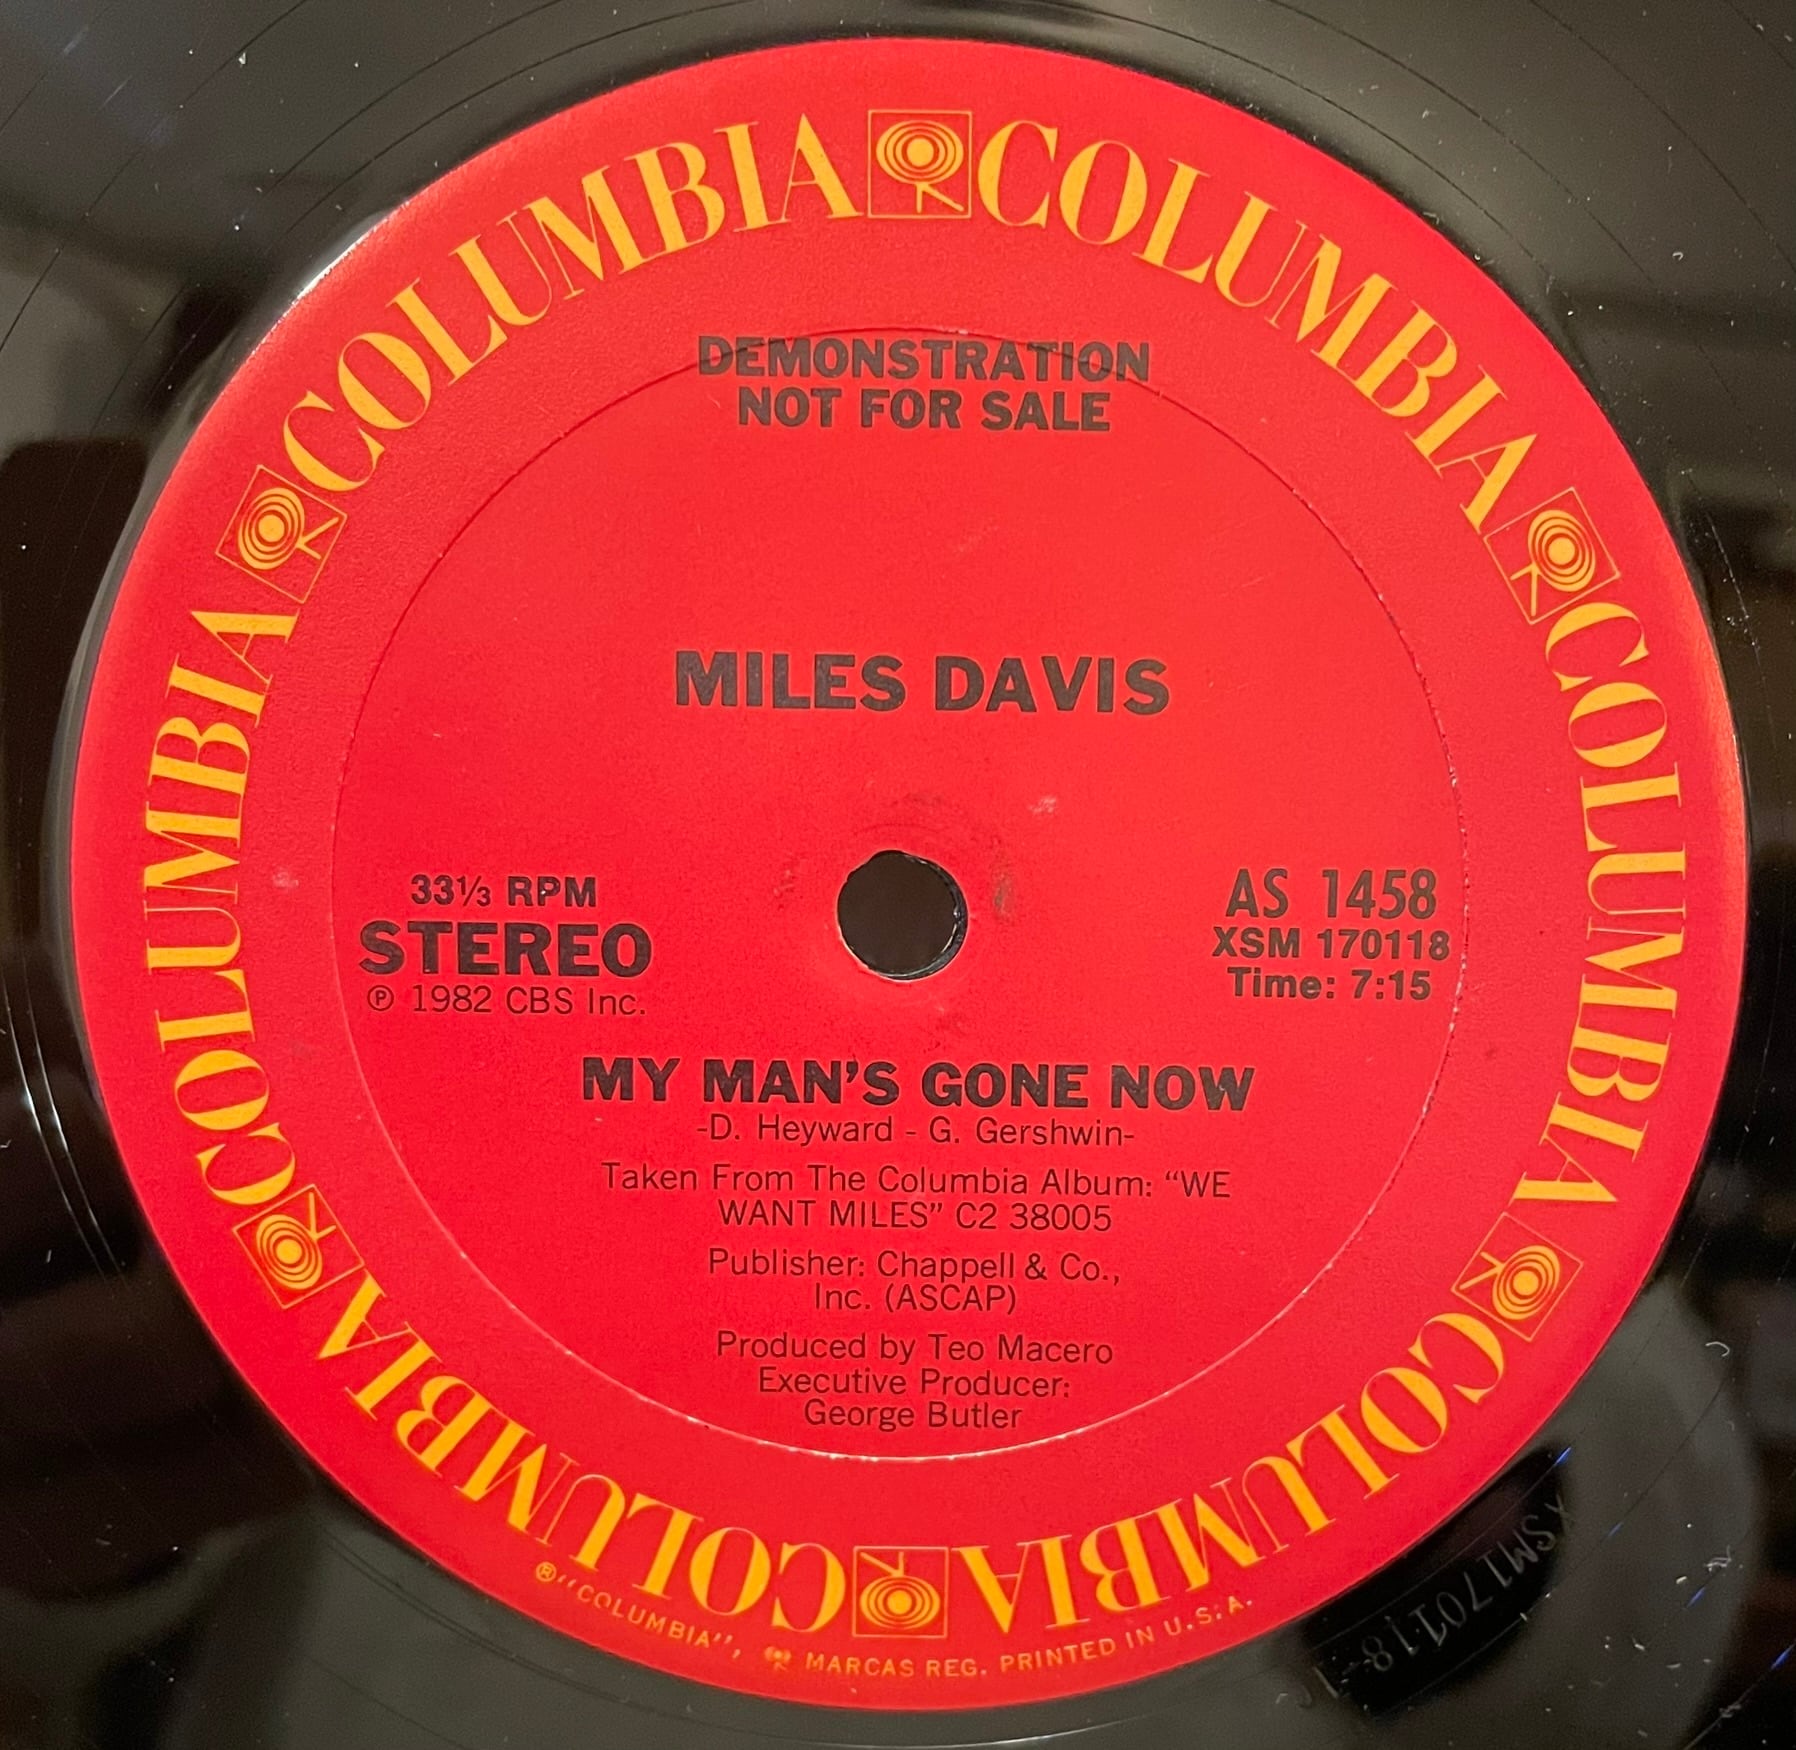 COLUMBIA COLUMBIA COLUMBIA COLUMBIA COLUMBIA COLUMBIA
DEMONSTRATION
NOT FOR SALE
MILES DAVIS
33⅓ RPM
STEREO
℗ 1982 CBS Inc.
AS 1458
XSM 170118
Time: 7:15
MY MAN'S GONE NOW
-D. Heyward - G. Gershwin-
Taken From The Columbia Album: “WE
WANT MILES” C2 38005
Publisher: Chappell & Co.,
Inc. (ASCAP)
Produced by Teo Macero
Executive Producer:
George Butler
® “COLUMBIA”, MARCAS REG. PRINTED IN U.S.A.
XSM170118-1C